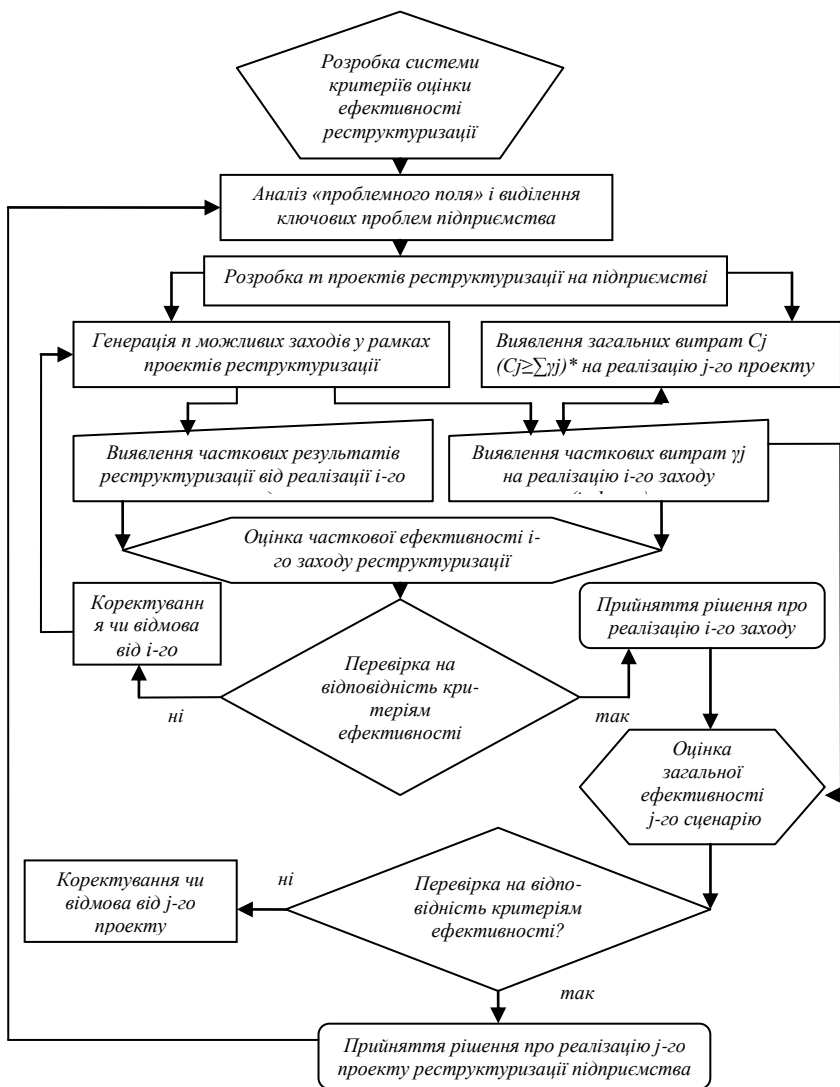 Розробка системи
критеріїв оцінки
ефективності
реструктуризації
Аналіз «проблемного поля» і виділення
ключових проблем підприємства
Розробка m проектів реструктуризації на підприємстві
Генерація n можливих заходів у рамках
проектів реструктуризації
Виявлення загальних витрат Cj
(Cj≥∑γj)* на реалізацію j-го проекту
Виявлення часткових результатів
реструктуризації від реалізації i-го
Виявлення часткових витрат γj
на реалізацію i-го заходу
Оцінка часткової ефективності i-
го заходу реструктуризації
Коректуванн
я чи відмова
від i-го
Прийняття рішення про
реалізацію i-го заходу
Перевірка на
відповідність кри-
теріям
ефективності
ні
так
Оцінка
загальної
ефективності
j-го сценарію
Коректування чи
відмова від j-го
проекту
ні
Перевірка на відпо-
відність критеріям
ефективності?
так
Прийняття рішення про реалізацію j-го
проекту реструктуризації підприємства